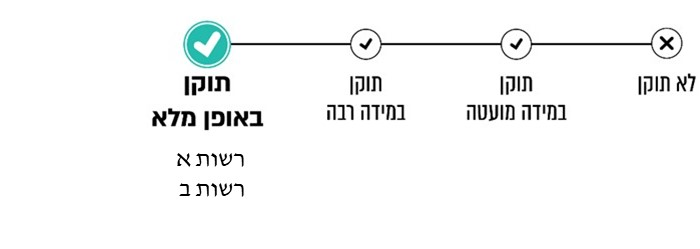 לא תוקן
תוקן
במידה מועטה
תוקן
במידה רבה
תוקן
באופן מלא
רשות א
רשות ב